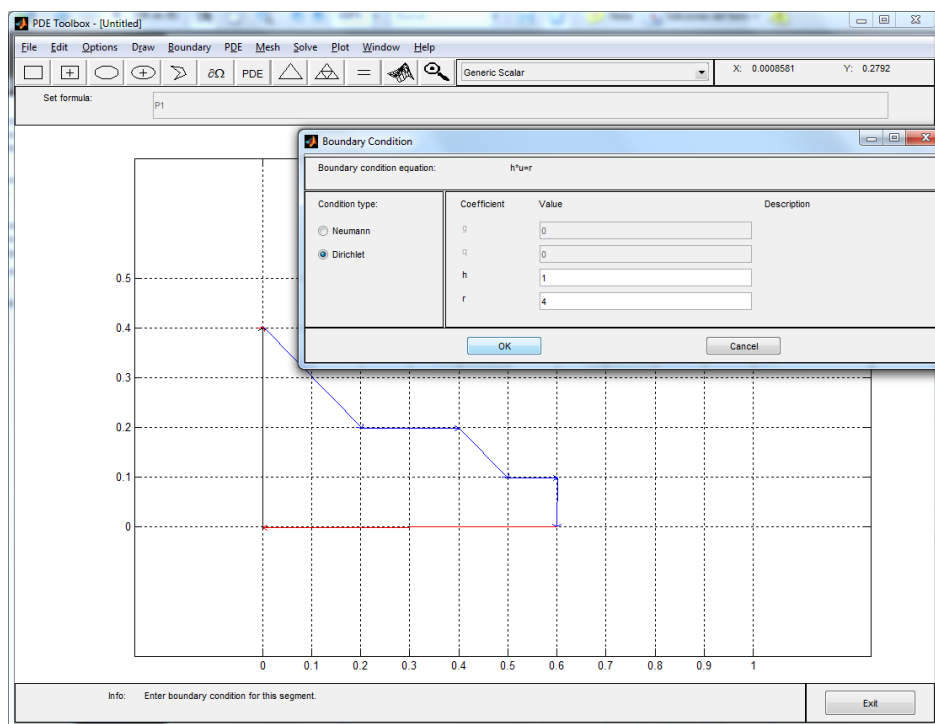 PDE Toolbox - [Untitled]
File Edit Options Draw Boundary PDE Mesh Solve Plot Window Help
∂Ω PDE = Generic Scalar X: 0.0008581 Y: 0.2792
Set formula: P1
Boundary Condition
Boundary condition equation: h*u=r
Condition type: Coefficient Value Description
Neumann g 0
Dirichlet q 0
h 1
r 4
OK Cancel
0.5
0.4
0.3
0.2
0.1
0
0 0.1 0.2 0.3 0.4 0.5 0.6 0.7 0.8 0.9 1
Info: Enter boundary condition for this segment. Exit